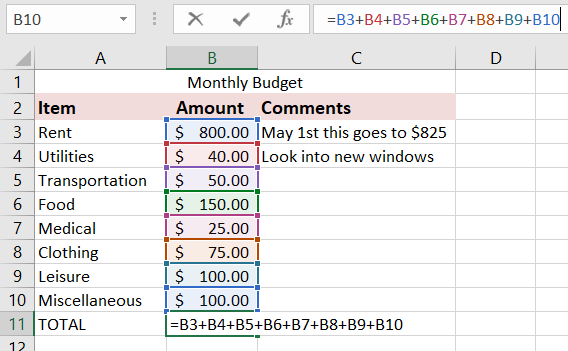 B10 fx =B3+B4+B5+B6+B7+B8+B9+B10
A B C D
1 Monthly Budget
2 Item Amount Comments
3 Rent $ 800.00 May 1st this goes to $825
4 Utilities $ 40.00 Look into new windows
5 Transportation $ 50.00
6 Food $ 150.00
7 Medical $ 25.00
8 Clothing $ 75.00
9 Leisure $ 100.00
10 Miscellaneous $ 100.00
11 TOTAL =B3+B4+B5+B6+B7+B8+B9+B10
12